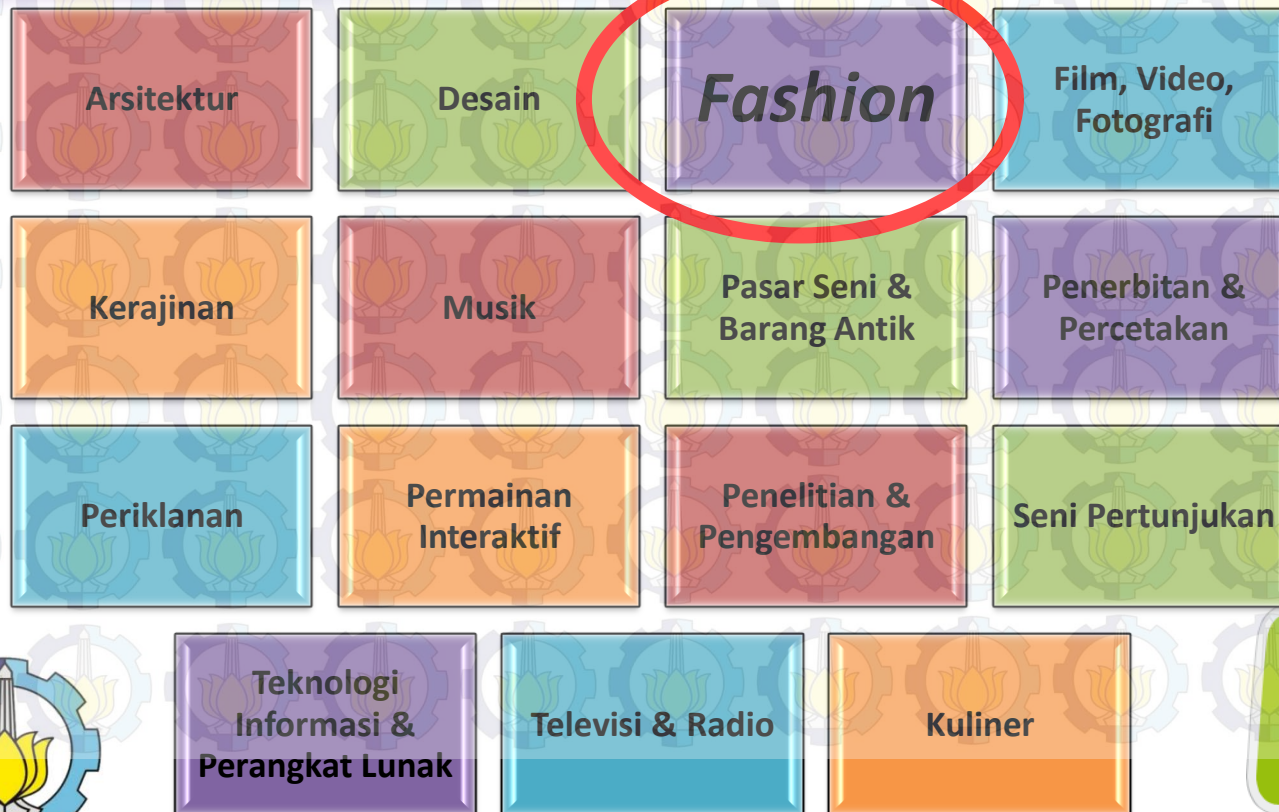 Arsitektur
Desain
Fashion
Film, Video,
Fotografi
Kerajinan
Musik
Pasar Seni &
Barang Antik
Penerbitan &
Percetakan
Periklanan
Permainan
Interaktif
Penelitian &
Pengembangan
Seni Pertunjukan
Teknologi
Informasi &
Perangkat Lunak
Televisi & Radio
Kuliner